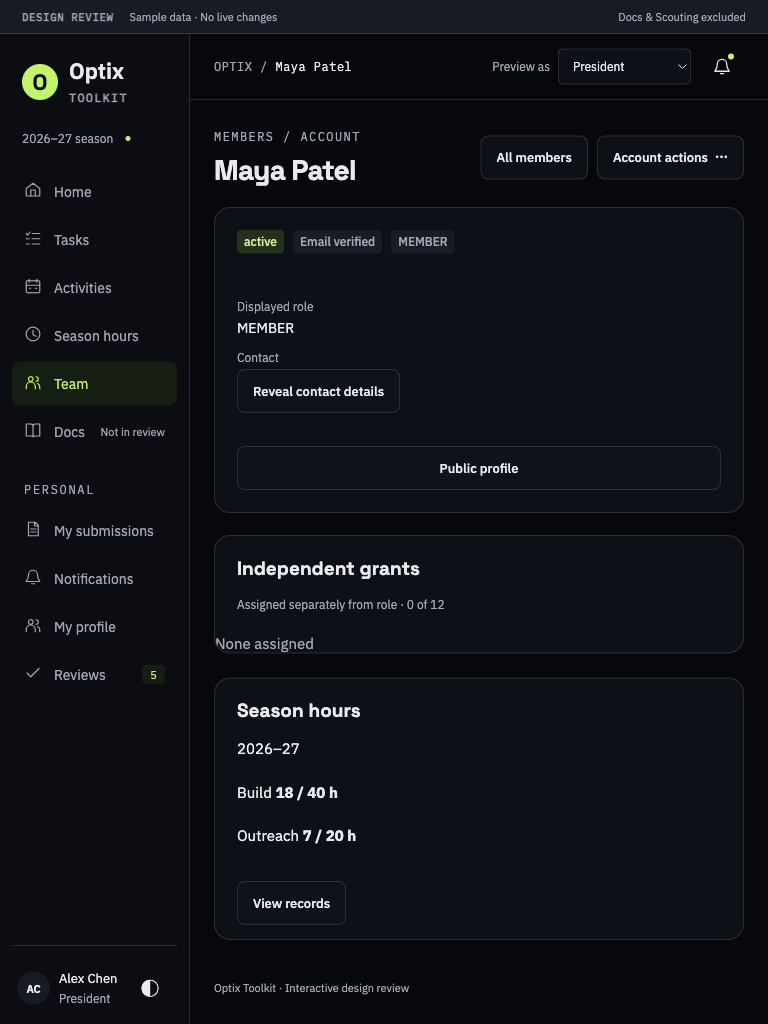 DESIGN REVIEW Sample data · No live changes Docs & Scouting excluded
O Optix
TOOLKIT
2026–27 season
Home
Tasks
Activities
Season hours
Team
Docs Not in review
PERSONAL
My submissions
Notifications
My profile
Reviews 5
AC Alex Chen
President
OPTIX / Maya Patel Preview as President
MEMBERS / ACCOUNT
Maya Patel
All members Account actions ···
active Email verified MEMBER
Displayed role
MEMBER
Contact
Reveal contact details
Public profile
Independent grants
Assigned separately from role · 0 of 12
None assigned
Season hours
2026–27
Build 18 / 40 h
Outreach 7 / 20 h
View records
Optix Toolkit · Interactive design review